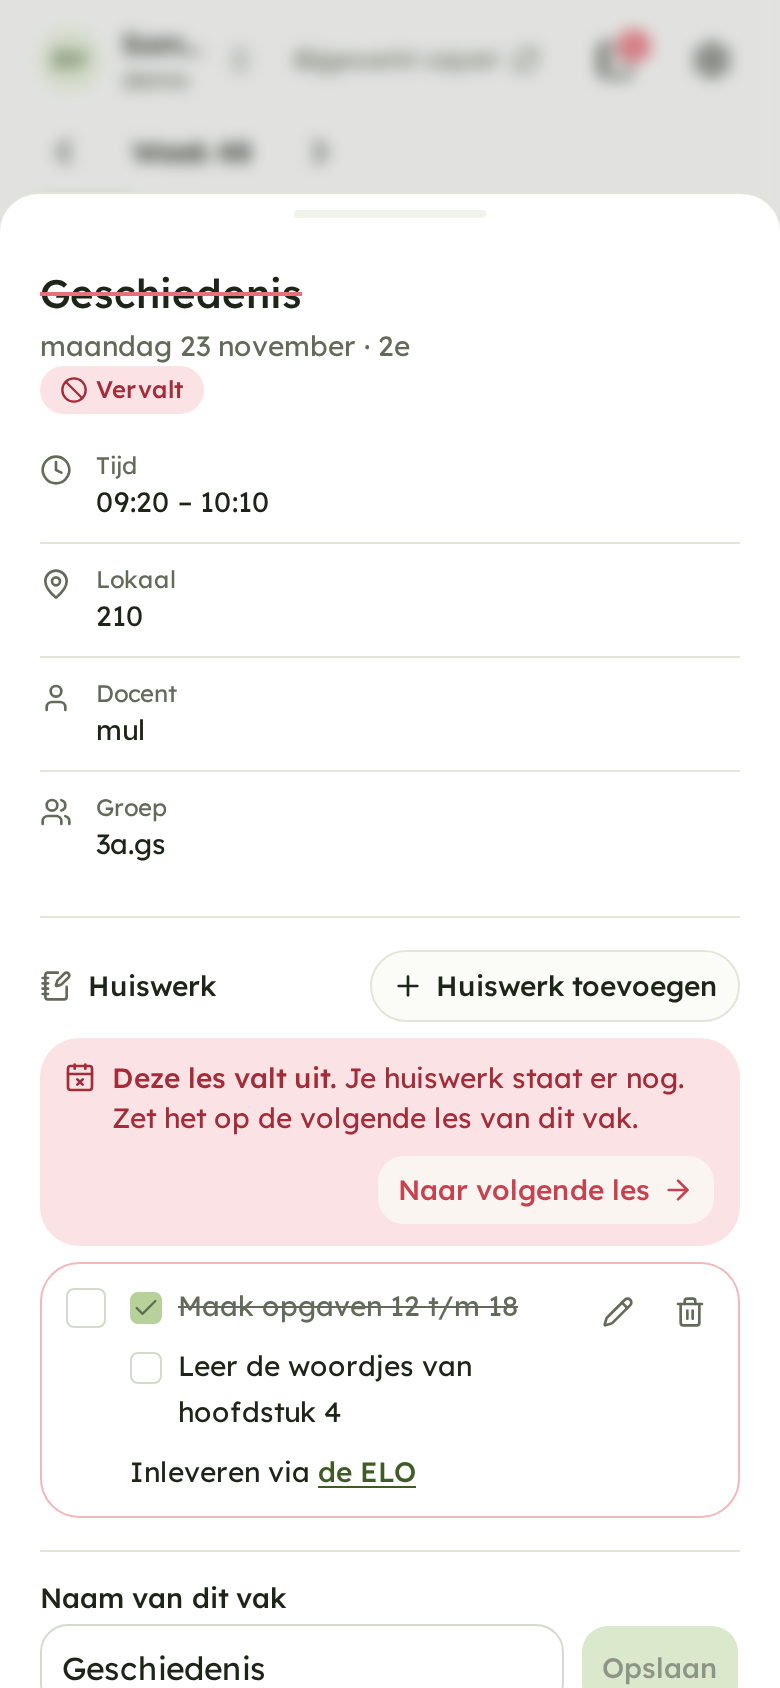 Week 48
Geschiedenis
maandag 23 november · 2e
Vervalt
Tijd
09:20 – 10:10
Lokaal
210
Docent
mul
Groep
3a.gs
Huiswerk
Huiswerk toevoegen
Deze les valt uit. Je huiswerk staat er nog.
Zet het op de volgende les van dit vak.
Naar volgende les
Maak opgaven 12 t/m 18
Leer de woordjes van
hoofdstuk 4
Inleveren via de ELO
Naam van dit vak
Geschiedenis
Opslaan